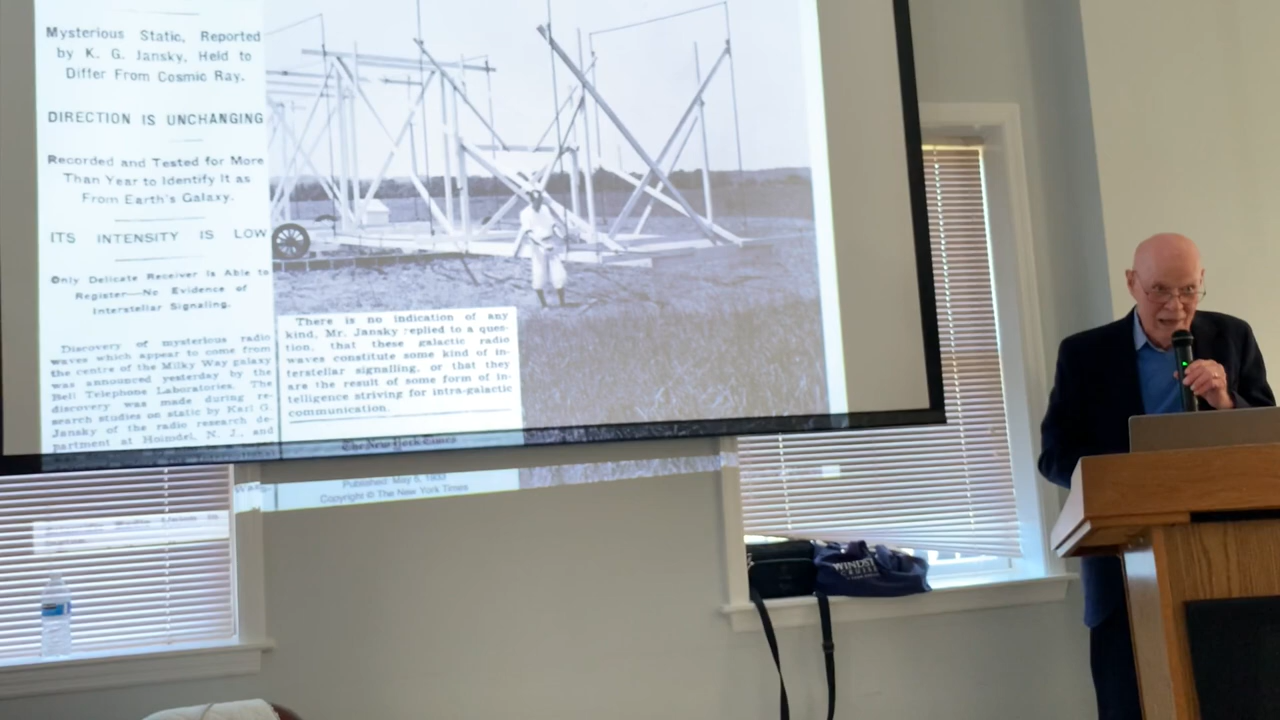 Mysterious Static, Reported
by K. G. Jansky, Held to
Differ From Cosmic Ray.
DIRECTION IS UNCHANGING
Recorded and Tested for More
Than Year to Identify It as
From Earth's Galaxy.
ITS INTENSITY IS LOW
Only Delicate Receiver Is Able to
Register—No Evidence of
Interstellar Signaling.
Discovery of mysterious radio
waves which appear to come from
the centre of the Milky Way galaxy
was announced yesterday by the
Bell Telephone Laboratories. The
discovery was made during re-
search studies on static by Karl G.
Jansky of the radio research de-
partment at Holmdel, N. J., and
There is no indication of any
kind, Mr. Jansky replied to a ques-
tion, that these galactic radio
waves constitute some kind of in-
terstellar signalling, or that they
are the result of some form of in-
telligence striving for intra-galactic
communication.
The New York Times
Published: May 5, 1933
Copyright © The New York Times
WINDST
CRUISE